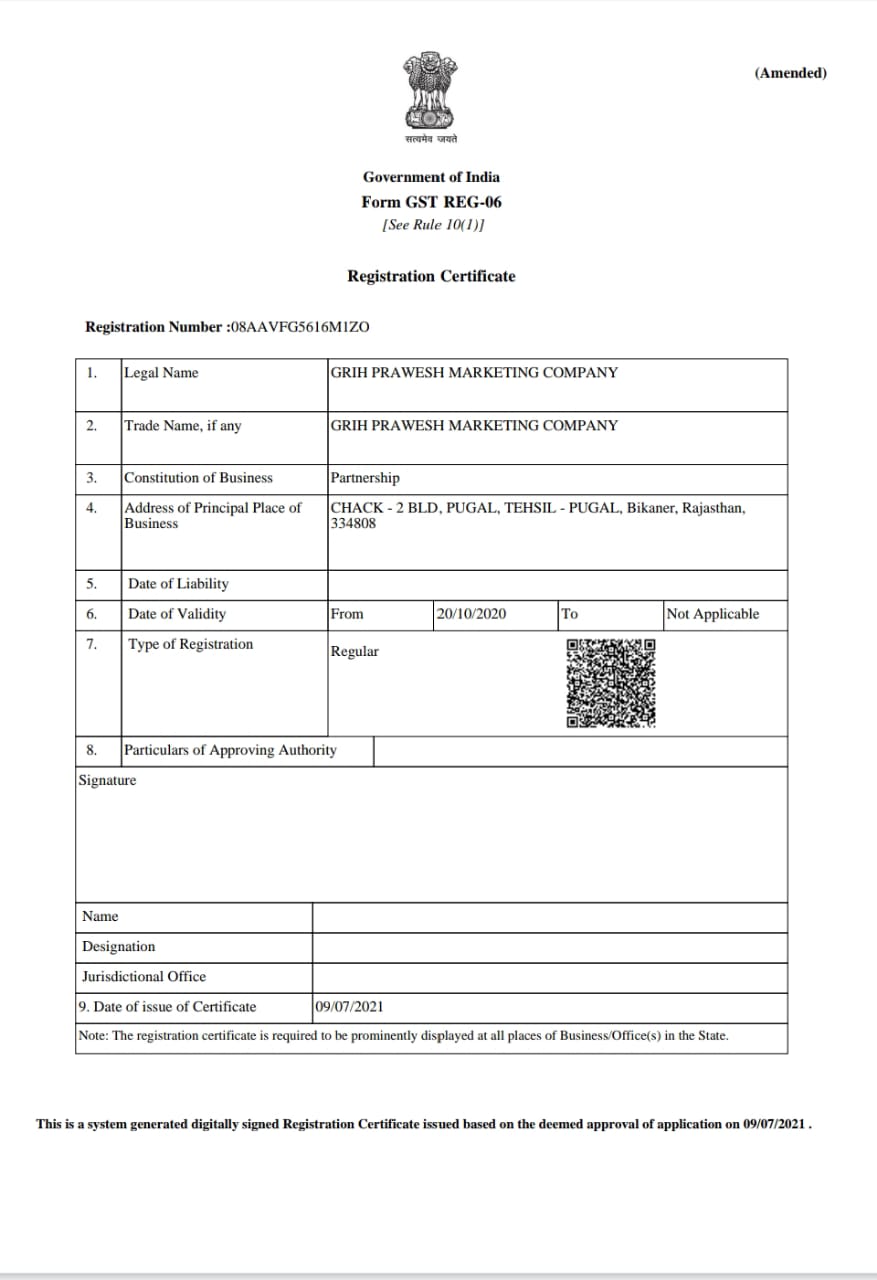 (Amended)
सत्यमेव जयते
Government of India
Form GST REG-06
[See Rule 10(1)]
Registration Certificate
Registration Number :08AAVFG5616M1ZO
1. Legal Name GRIH PRAWESH MARKETING COMPANY
2. Trade Name, if any GRIH PRAWESH MARKETING COMPANY
3. Constitution of Business Partnership
4. Address of Principal Place of CHACK - 2 BLD, PUGAL, TEHSIL - PUGAL, Bikaner, Rajasthan,
Business 334808
5. Date of Liability
6. Date of Validity From 20/10/2020 To Not Applicable
7. Type of Registration Regular
8. Particulars of Approving Authority
Signature
Name
Designation
Jurisdictional Office
9. Date of issue of Certificate 09/07/2021
Note: The registration certificate is required to be prominently displayed at all places of Business/Office(s) in the State.
This is a system generated digitally signed Registration Certificate issued based on the deemed approval of application on 09/07/2021 .